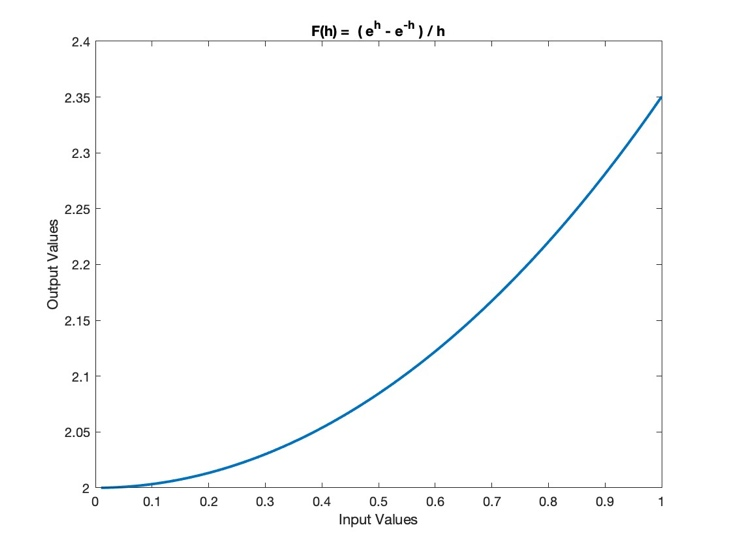 F(h) = ( e^h - e^-h ) / h
2.4
2.35
2.3
2.25
2.2
2.15
2.1
2.05
2
Output Values
0 0.1 0.2 0.3 0.4 0.5 0.6 0.7 0.8 0.9 1
Input Values